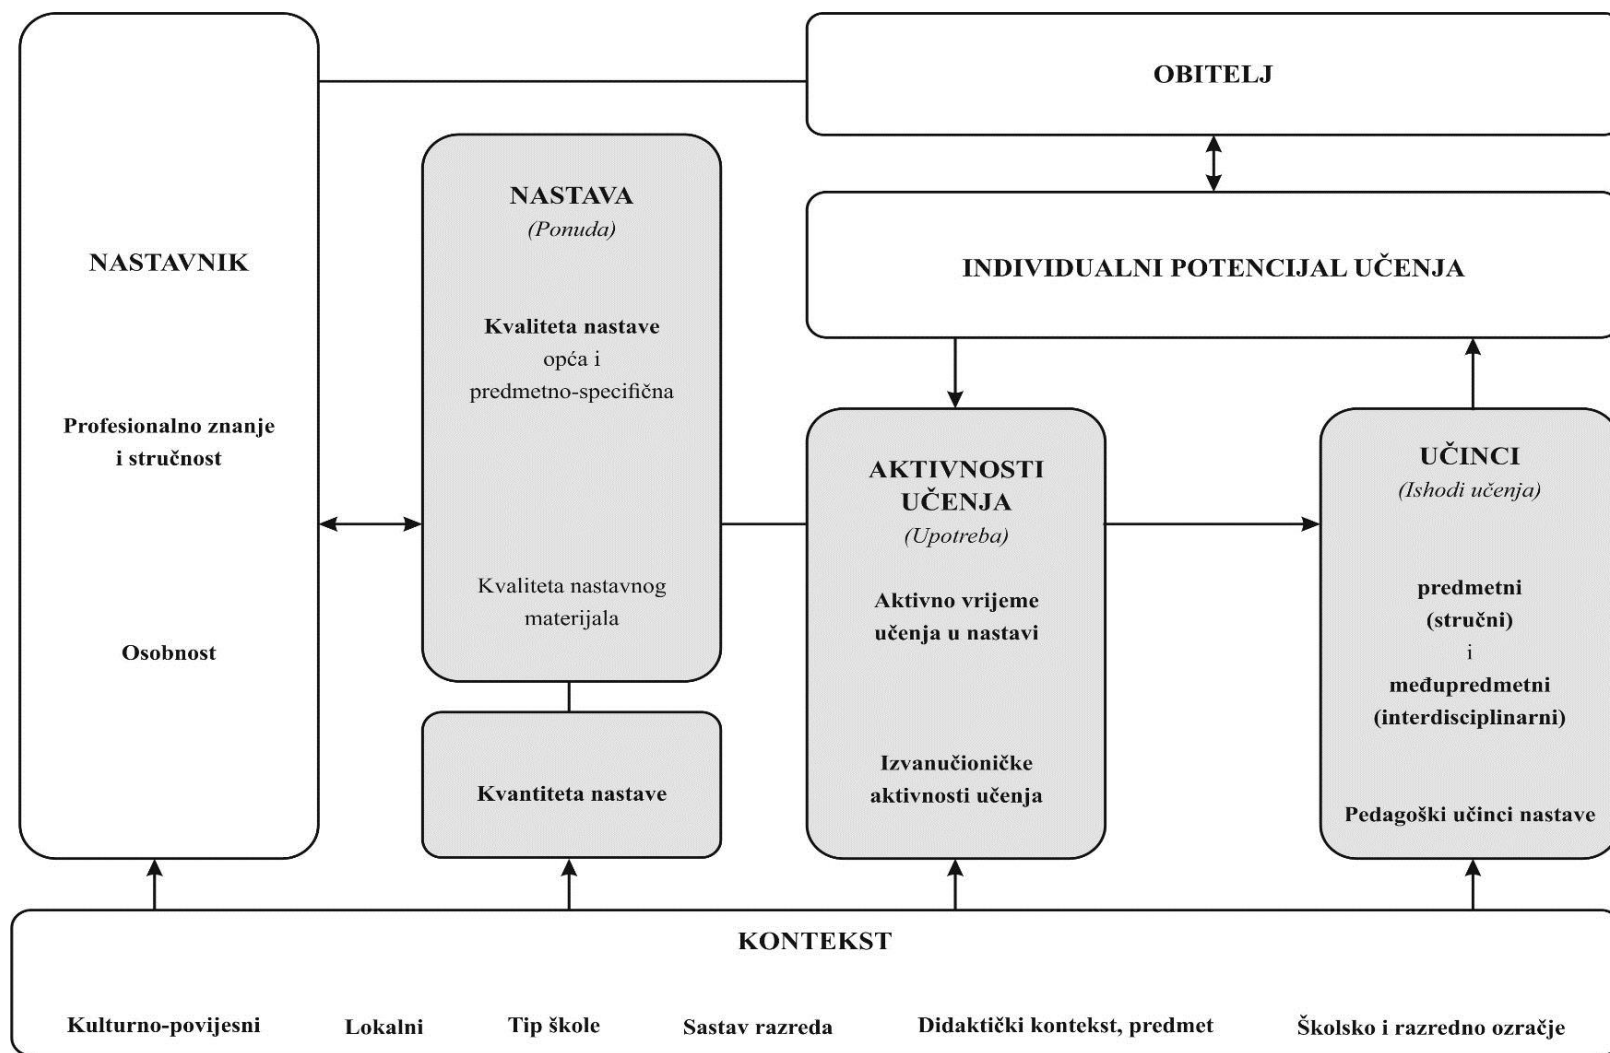 OBITELJ
NASTAVNIK
Profesionalno znanje
i stručnost
Osobnost
NASTAVA
(Ponuda)
Kvaliteta nastave
opća i
predmetno-specifična
Kvaliteta nastavnog
materijala
Kvantiteta nastave
INDIVIDUALNI POTENCIJAL UČENJA
AKTIVNOSTI
UČENJA
(Upotreba)
Aktivno vrijeme
učenja u nastavi
Izvanučioničke
aktivnosti učenja
UČINCI
(Ishodi učenja)
predmetni
(stručni)
i
međupredmetni
(interdisciplinarni)
Pedagoški učinci nastave
KONTEKST
Kulturno-povijesni
Lokalni
Tip škole
Sastav razreda
Didaktički kontekst, predmet
Školsko i razredno ozračje